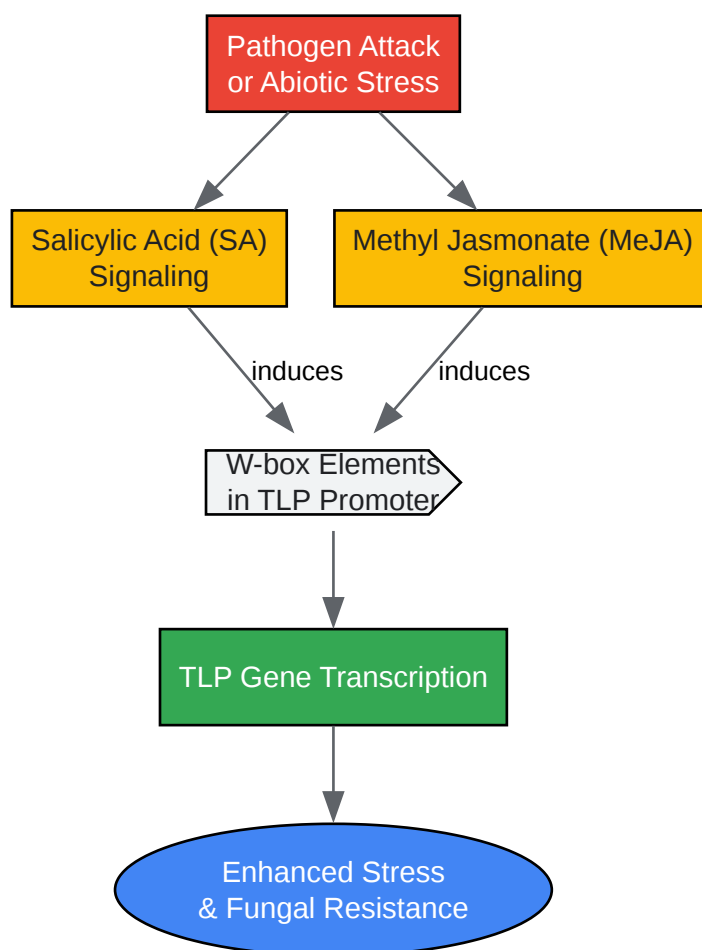 Pathogen Attack
or Abiotic Stress
Salicylic Acid (SA)
Signaling
Methyl Jasmonate (MeJA)
Signaling
induces
induces
W-box Elements
in TLP Promoter
TLP Gene Transcription
Enhanced Stress
& Fungal Resistance